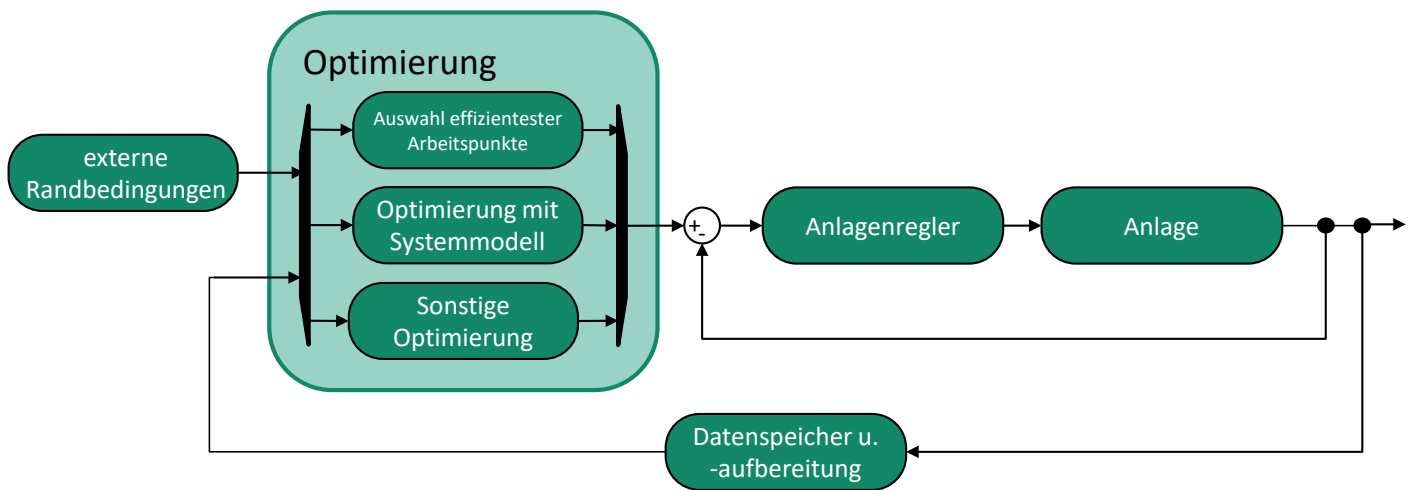 Optimierung
Auswahl effizientester
Arbeitspunkte
externe
Randbedingungen
Optimierung mit
Systemmodell
+
-
Anlagenregler
Anlage
Sonstige
Optimierung
Datenspeicher u.
-aufbereitung